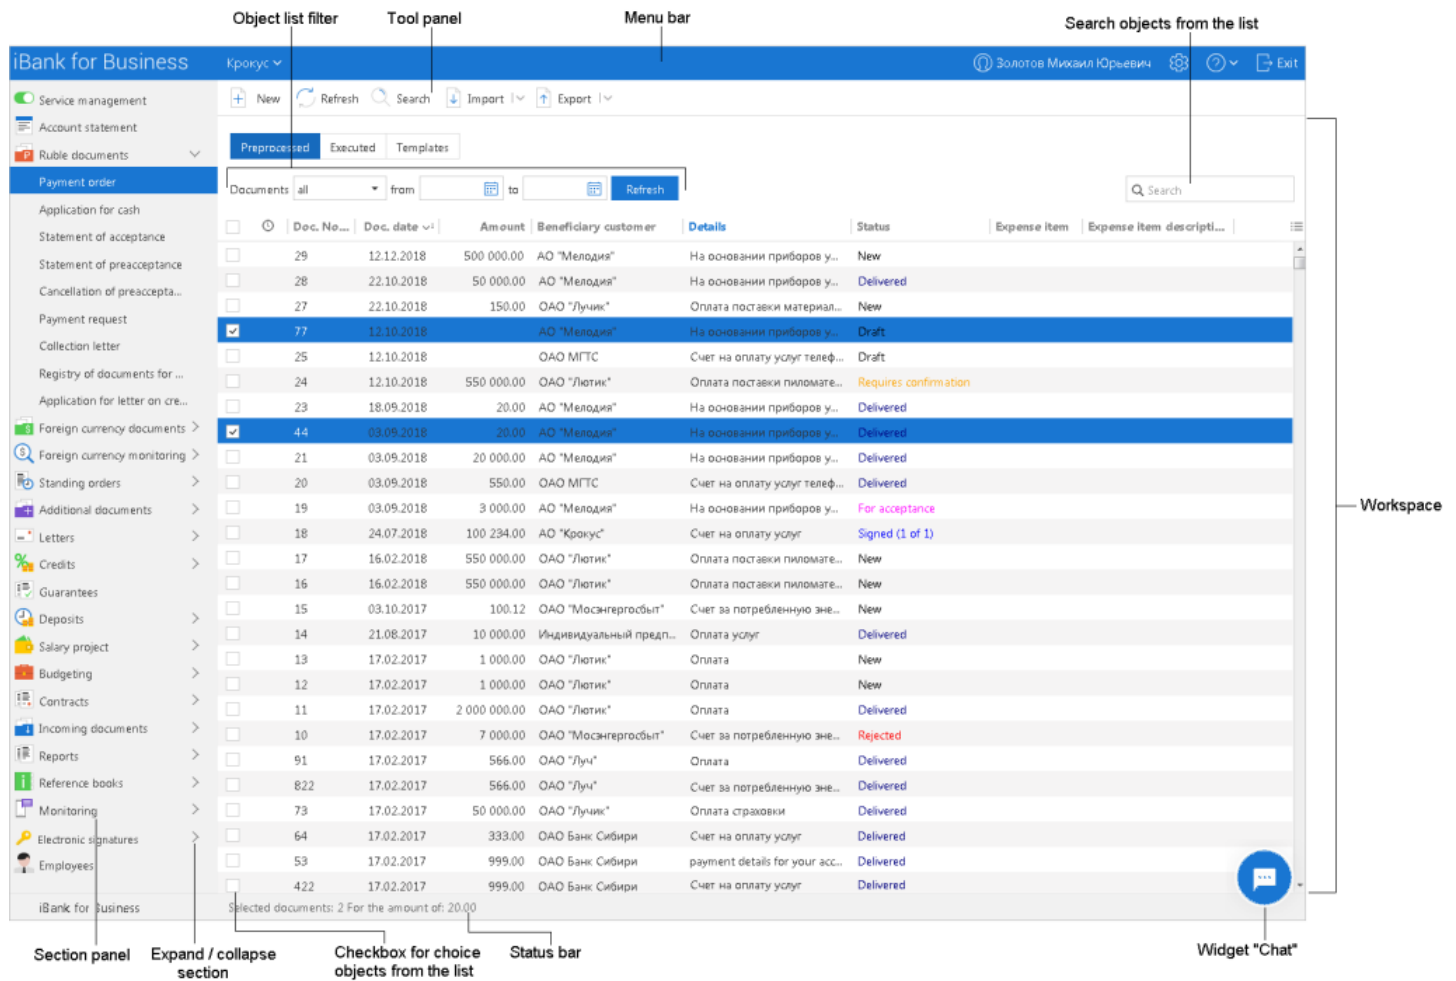 Object list filter
Tool panel
Menu bar
Search objects from the list
iBank for Business
Крокус
Золотов Михаил Юрьевич
Exit
Service management
Account statement
Ruble documents
Payment order
Application for cash
Statement of acceptance
Statement of preacceptance
Cancellation of preaccepta...
Payment request
Collection letter
Registry of documents for ...
Application for letter on cre...
Foreign currency documents
Foreign currency monitoring
Standing orders
Additional documents
Letters
Credits
Guarantees
Deposits
Salary project
Budgeting
Contracts
Incoming documents
Reports
Reference books
Monitoring
Electronic signatures
Employees
iBank for Business
New Refresh Search Import Export
Preprocessed Executed Templates
Documents all from to Refresh
Search
Doc. No... Doc. date Amount Beneficiary customer Details Status Expense item Expense item descripti...
29 12.12.2018 500 000.00 АО "Мелодия" На основании приборов у... New
28 22.10.2018 50 000.00 АО "Мелодия" На основании приборов у... Delivered
27 22.10.2018 150.00 ОАО "Лучик" Оплата поставки материал... New
77 12.10.2018 АО "Мелодия" На основании приборов у... Draft
25 12.10.2018 ОАО МГТС Счет на оплату услуг телеф... Draft
24 12.10.2018 550 000.00 ОАО "Лютик" Оплата поставки пиломате... Requires confirmation
23 18.09.2018 20.00 АО "Мелодия" На основании приборов у... Delivered
44 03.09.2018 20.00 АО "Мелодия" На основании приборов у... Delivered
21 03.09.2018 20 000.00 АО "Мелодия" На основании приборов у... Delivered
20 03.09.2018 550.00 ОАО МГТС Счет на оплату услуг телеф... Delivered
19 03.09.2018 3 000.00 АО "Мелодия" На основании приборов у... For acceptance
18 24.07.2018 100 234.00 АО "Крокус" Счет на оплату услуг Signed (1 of 1)
17 16.02.2018 550 000.00 ОАО "Лютик" Оплата поставки пиломате... New
16 16.02.2018 550 000.00 ОАО "Лютик" Оплата поставки пиломате... New
15 03.10.2017 100.12 ОАО "Мосэнгергосбыт" Счет за потребленную эне... New
14 21.08.2017 10 000.00 Индивидуальный предп... Оплата услуг Delivered
13 17.02.2017 1 000.00 ОАО "Лютик" Оплата New
12 17.02.2017 1 000.00 ОАО "Лютик" Оплата New
11 17.02.2017 2 000 000.00 ОАО "Лютик" Оплата Delivered
10 17.02.2017 7 000.00 ОАО "Мосэнгергосбыт" Счет за потребленную эне... Rejected
91 17.02.2017 566.00 ОАО "Луч" Оплата Delivered
822 17.02.2017 566.00 ОАО "Луч" Счет за потребленную эне... Delivered
73 17.02.2017 50 000.00 ОАО "Лучик" Оплата страховки Delivered
64 17.02.2017 333.00 ОАО Банк Сибири Счет на оплату услуг Delivered
53 17.02.2017 999.00 ОАО Банк Сибири payment details for your acc... Delivered
422 17.02.2017 999.00 ОАО Банк Сибири Счет на оплату услуг Delivered
Selected documents: 2 For the amount of: 20.00
Workspace
Section panel
Expand / collapse
section
Checkbox for choice
objects from the list
Status bar
Widget "Chat"